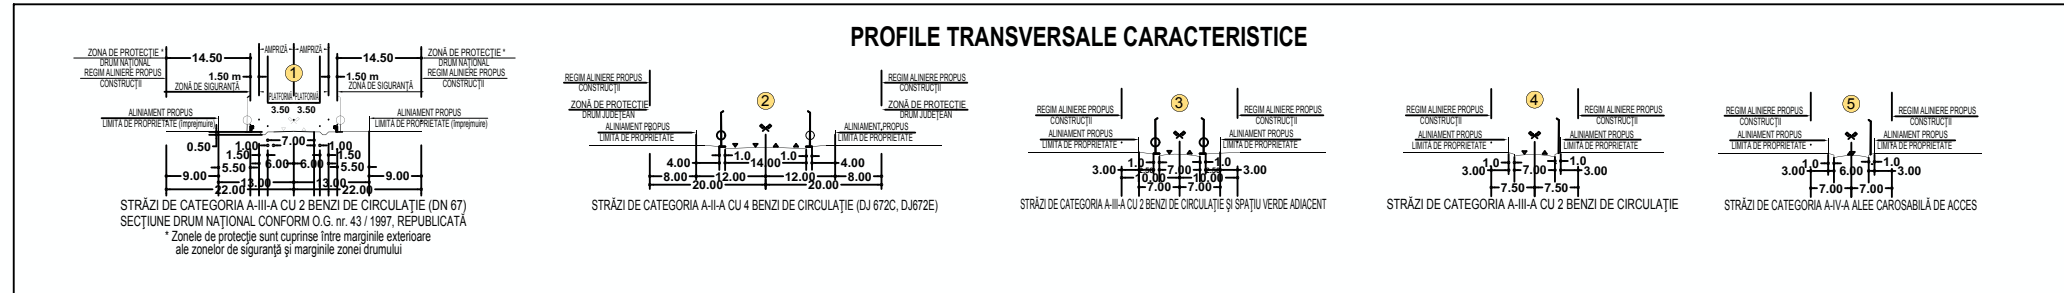 PROFILE TRANSVERSALE CARACTERISTICE
AMPRIZĂ AMPRIZĂ
ZONA DE PROTECȚIE *
DRUM NAȚIONAL
REGIM ALINIERE PROPUS
CONSTRUCȚII
14.50
1
14.50
ZONĂ DE PROTECȚIE *
DRUM NAȚIONAL
REGIM ALINIERE PROPUS
CONSTRUCȚII
1.50 m
ZONĂ DE SIGURANȚĂ
1.50 m
ZONA DE SIGURANȚĂ
PLATFORMĂ PLATFORMĂ
3.50 3.50
ALINIAMENT PROPUS
LIMITA DE PROPRIETATE (împrejmuire)
ALINIAMENT PROPUS
LIMITA DE PROPRIETATE (împrejmuire)
0.50
1.00 7.00 1.00
1.50 1.50
5.50 6.00 6.00 5.50
9.00 9.00
13.00 13.00
22.00 22.00
STRĂZI DE CATEGORIA A-III-A CU 2 BENZI DE CIRCULAȚIE (DN 67)
SECȚIUNE DRUM NAȚIONAL CONFORM O.G. nr. 43 / 1997, REPUBLICATĂ
* Zonele de protecție sunt cuprinse între marginile exterioare
ale zonelor de siguranță și marginile zonei drumului
REGIM ALINIERE PROPUS
CONSTRUCȚII
ZONĂ DE PROTECȚIE
DRUM JUDEȚEAN
ALINIAMENT PROPUS
LIMITA DE PROPRIETATE
2
REGIM ALINIERE PROPUS
CONSTRUCȚII
ZONĂ DE PROTECȚIE
DRUM JUDEȚEAN
ALINIAMENT PROPUS
LIMITA DE PROPRIETATE
4.00 1.0 14.00 1.0 4.00
8.00 12.00 12.00 8.00
20.00 20.00
STRĂZI DE CATEGORIA A-II-A CU 4 BENZI DE CIRCULAȚIE (DJ 672C, DJ672E)
REGIM ALINIERE PROPUS
CONSTRUCȚII
ALINIAMENT PROPUS
LIMITA DE PROPRIETATE
3
REGIM ALINIERE PROPUS
CONSTRUCȚII
ALINIAMENT PROPUS
LIMITA DE PROPRIETATE
1.0 1.0
3.00 7.00 3.00
10.00 10.00
7.00 7.00
STRĂZI DE CATEGORIA A-III-A CU 2 BENZI DE CIRCULAȚIE ȘI SPAȚIU VERDE ADIACENT
REGIM ALINIERE PROPUS
CONSTRUCȚII
ALINIAMENT PROPUS
LIMITA DE PROPRIETATE
4
REGIM ALINIERE PROPUS
CONSTRUCȚII
ALINIAMENT PROPUS
LIMITA DE PROPRIETATE
1.0 1.0
3.00 7.00 3.00
7.50 7.50
STRĂZI DE CATEGORIA A-III-A CU 2 BENZI DE CIRCULAȚIE
REGIM ALINIERE PROPUS
CONSTRUCȚII
ALINIAMENT PROPUS
LIMITA DE PROPRIETATE
5
REGIM ALINIERE PROPUS
CONSTRUCȚII
ALINIAMENT PROPUS
LIMITA DE PROPRIETATE
1.0 1.0
3.00 6.00 3.00
7.00 7.00
STRĂZI DE CATEGORIA A-IV-A ALEE CAROSABILĂ DE ACCES